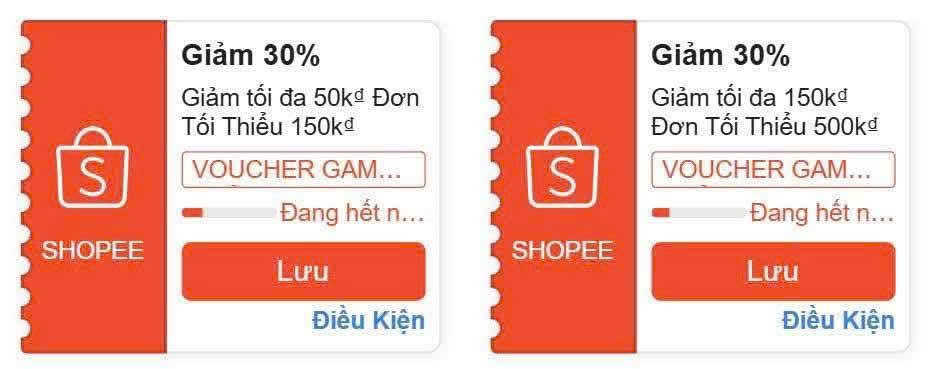 Giảm 30%
Giảm tối đa 50k₫ Đơn
Tối Thiểu 150k₫
VOUCHER GAM...
Đang hết n...
Lưu
Điều Kiện
S
SHOPEE
Giảm 30%
Giảm tối đa 150k₫
Đơn Tối Thiểu 500k₫
VOUCHER GAM...
Đang hết n...
Lưu
Điều Kiện
S
SHOPEE